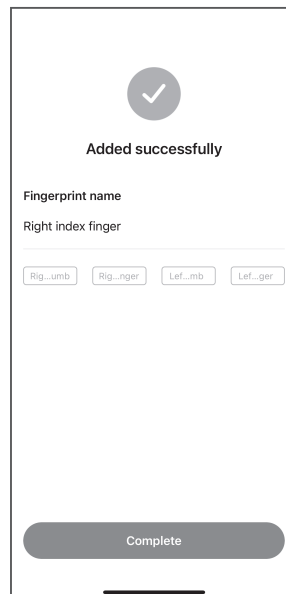 Added successfully
Fingerprint name
Right index finger
Rig...umb Rig...nger Lef...mb Lef...ger
Complete